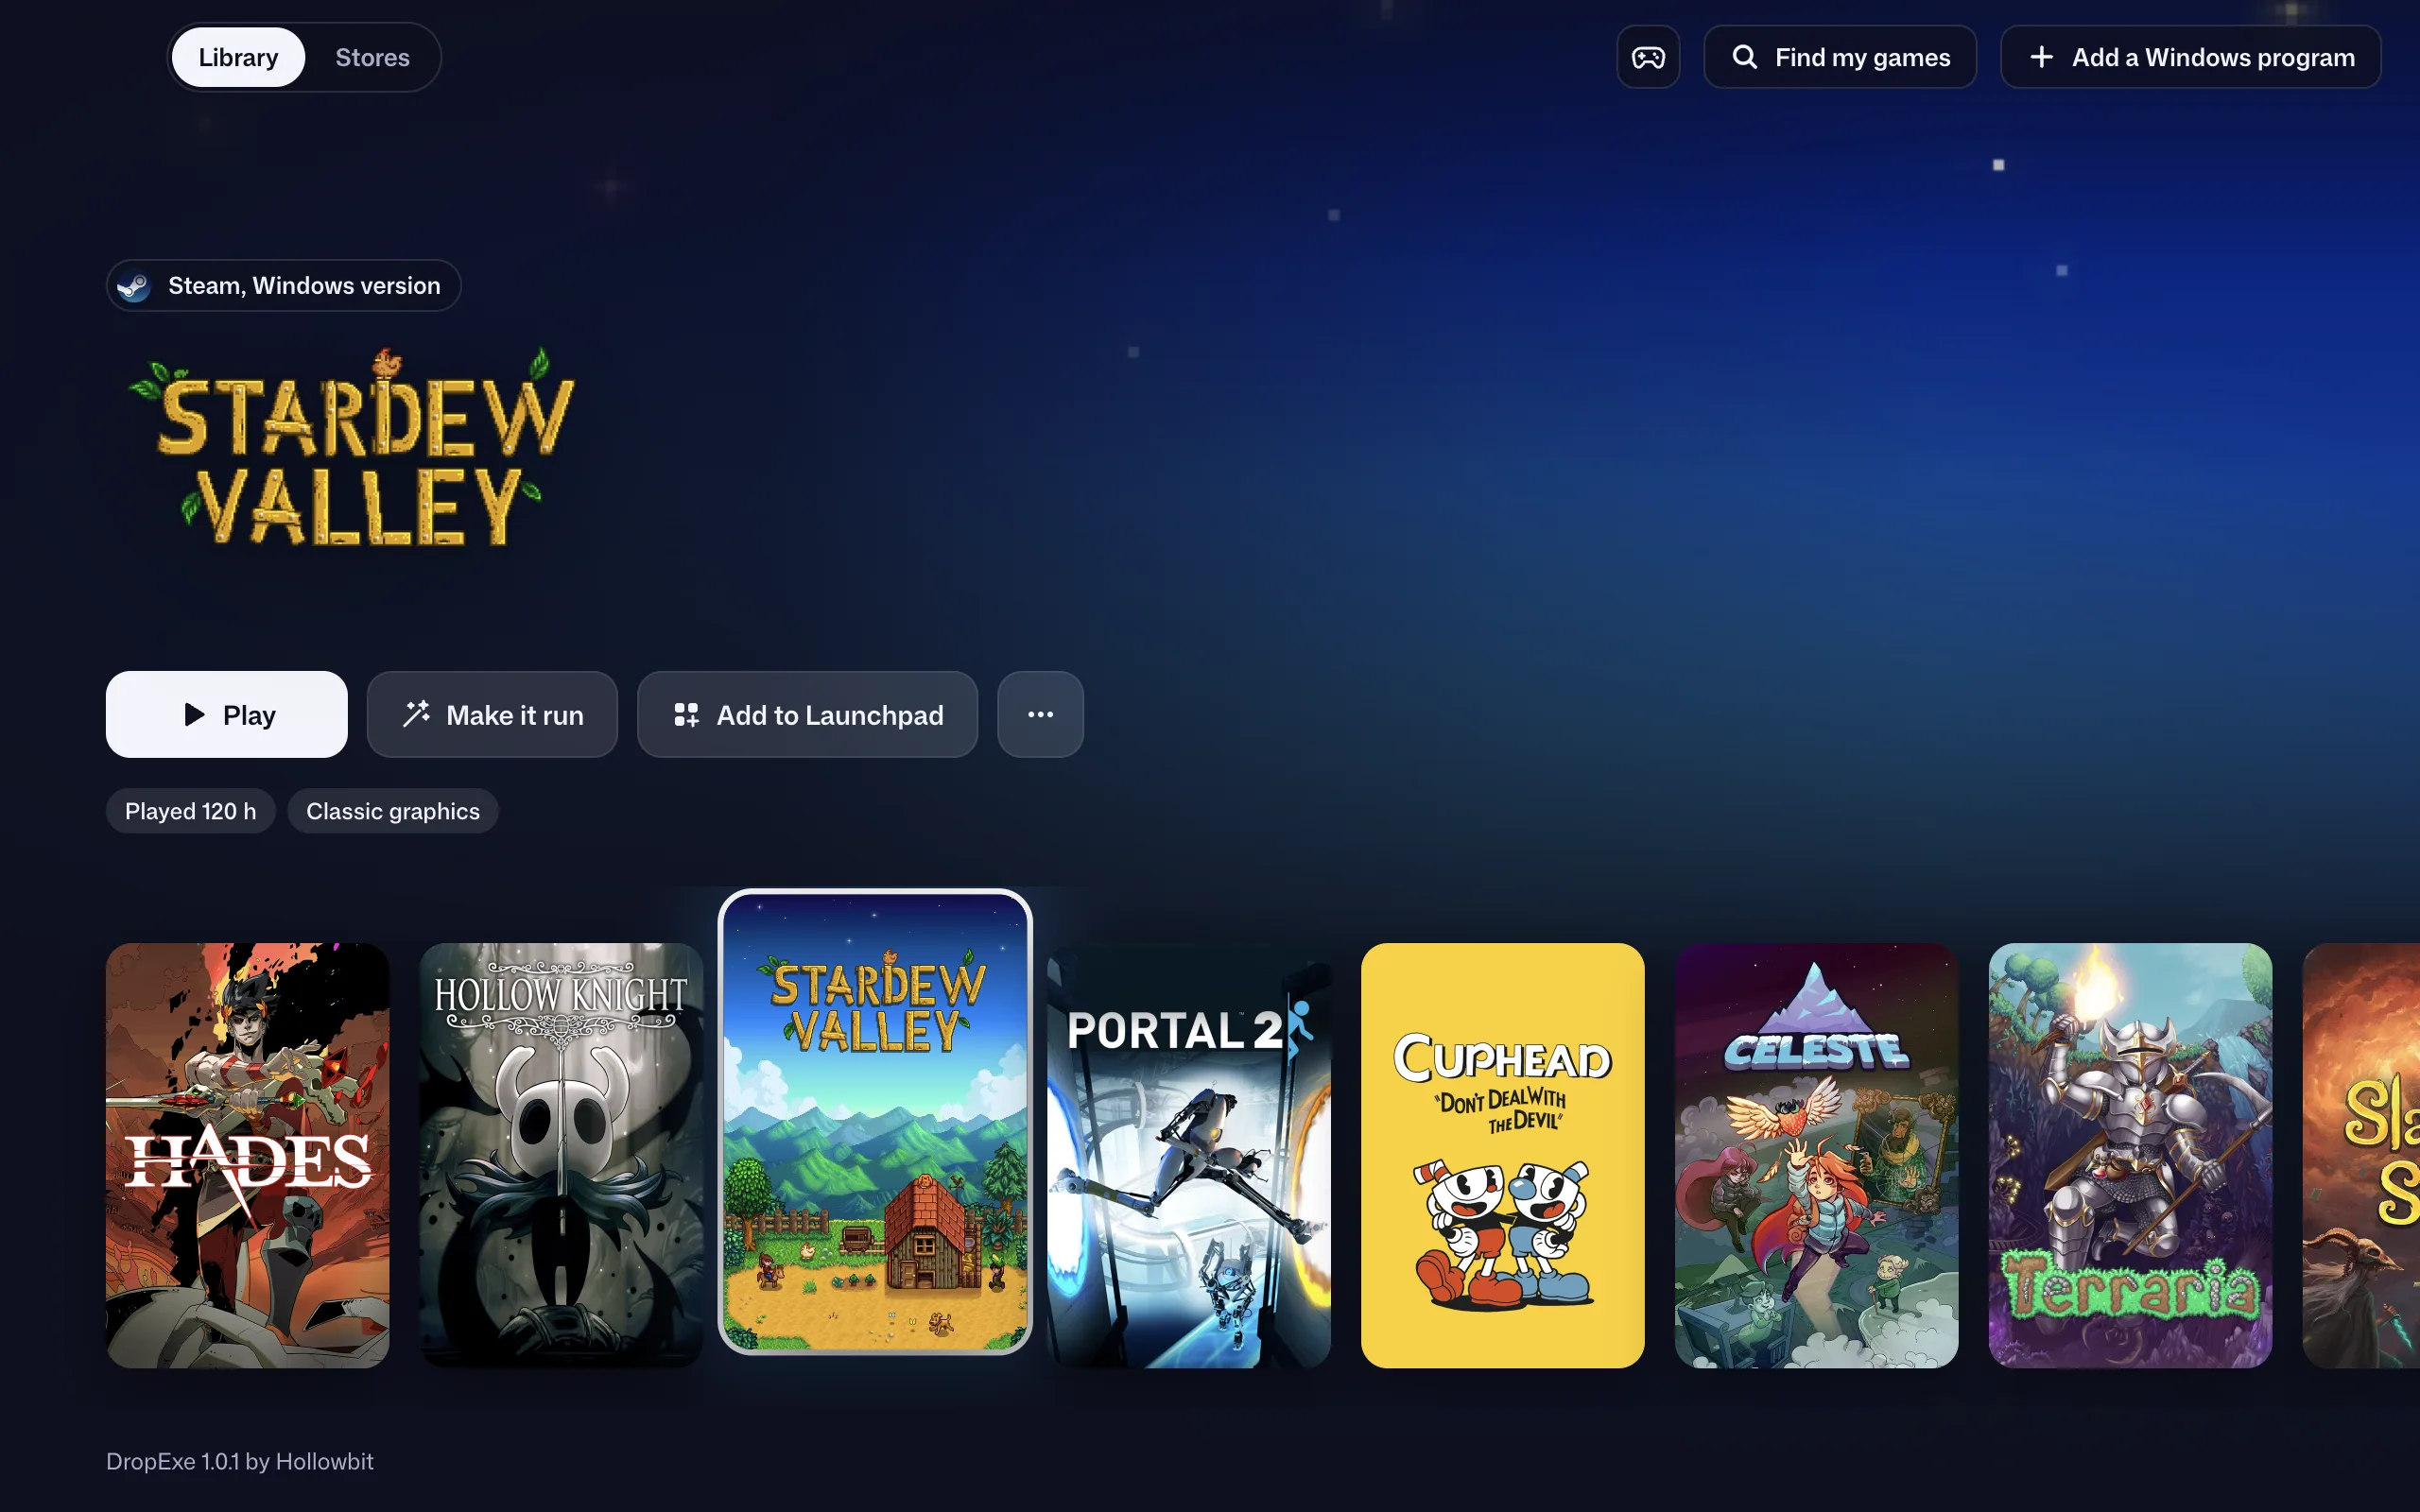 Library
Stores
Find my games
Add a Windows program
Steam, Windows version
STARDEW
VALLEY
Play
Make it run
Add to Launchpad
Played 120 h
Classic graphics
HADES
HOLLOW KNIGHT
STARDEW
VALLEY
PORTAL 2
CUPHEAD
"DON'T DEAL WITH
THE DEVIL"
CELESTE
Terraria
DropExe 1.0.1 by Hollowbit